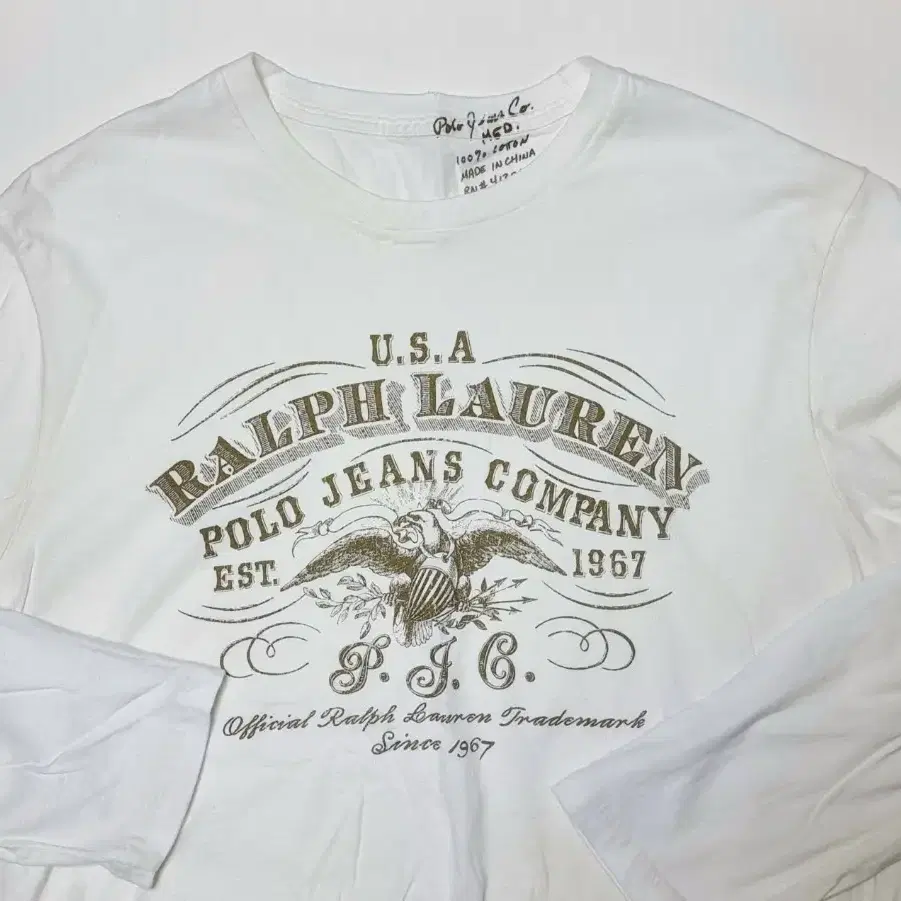 Polo Jeans Co.
MED.
100% COTTON
MADE IN CHINA
RN#
U.S.A
RALPH LAUREN
POLO JEANS COMPANY
EST. 1967
P.J.C.
Official Ralph Lauren Trademark
Since 1967